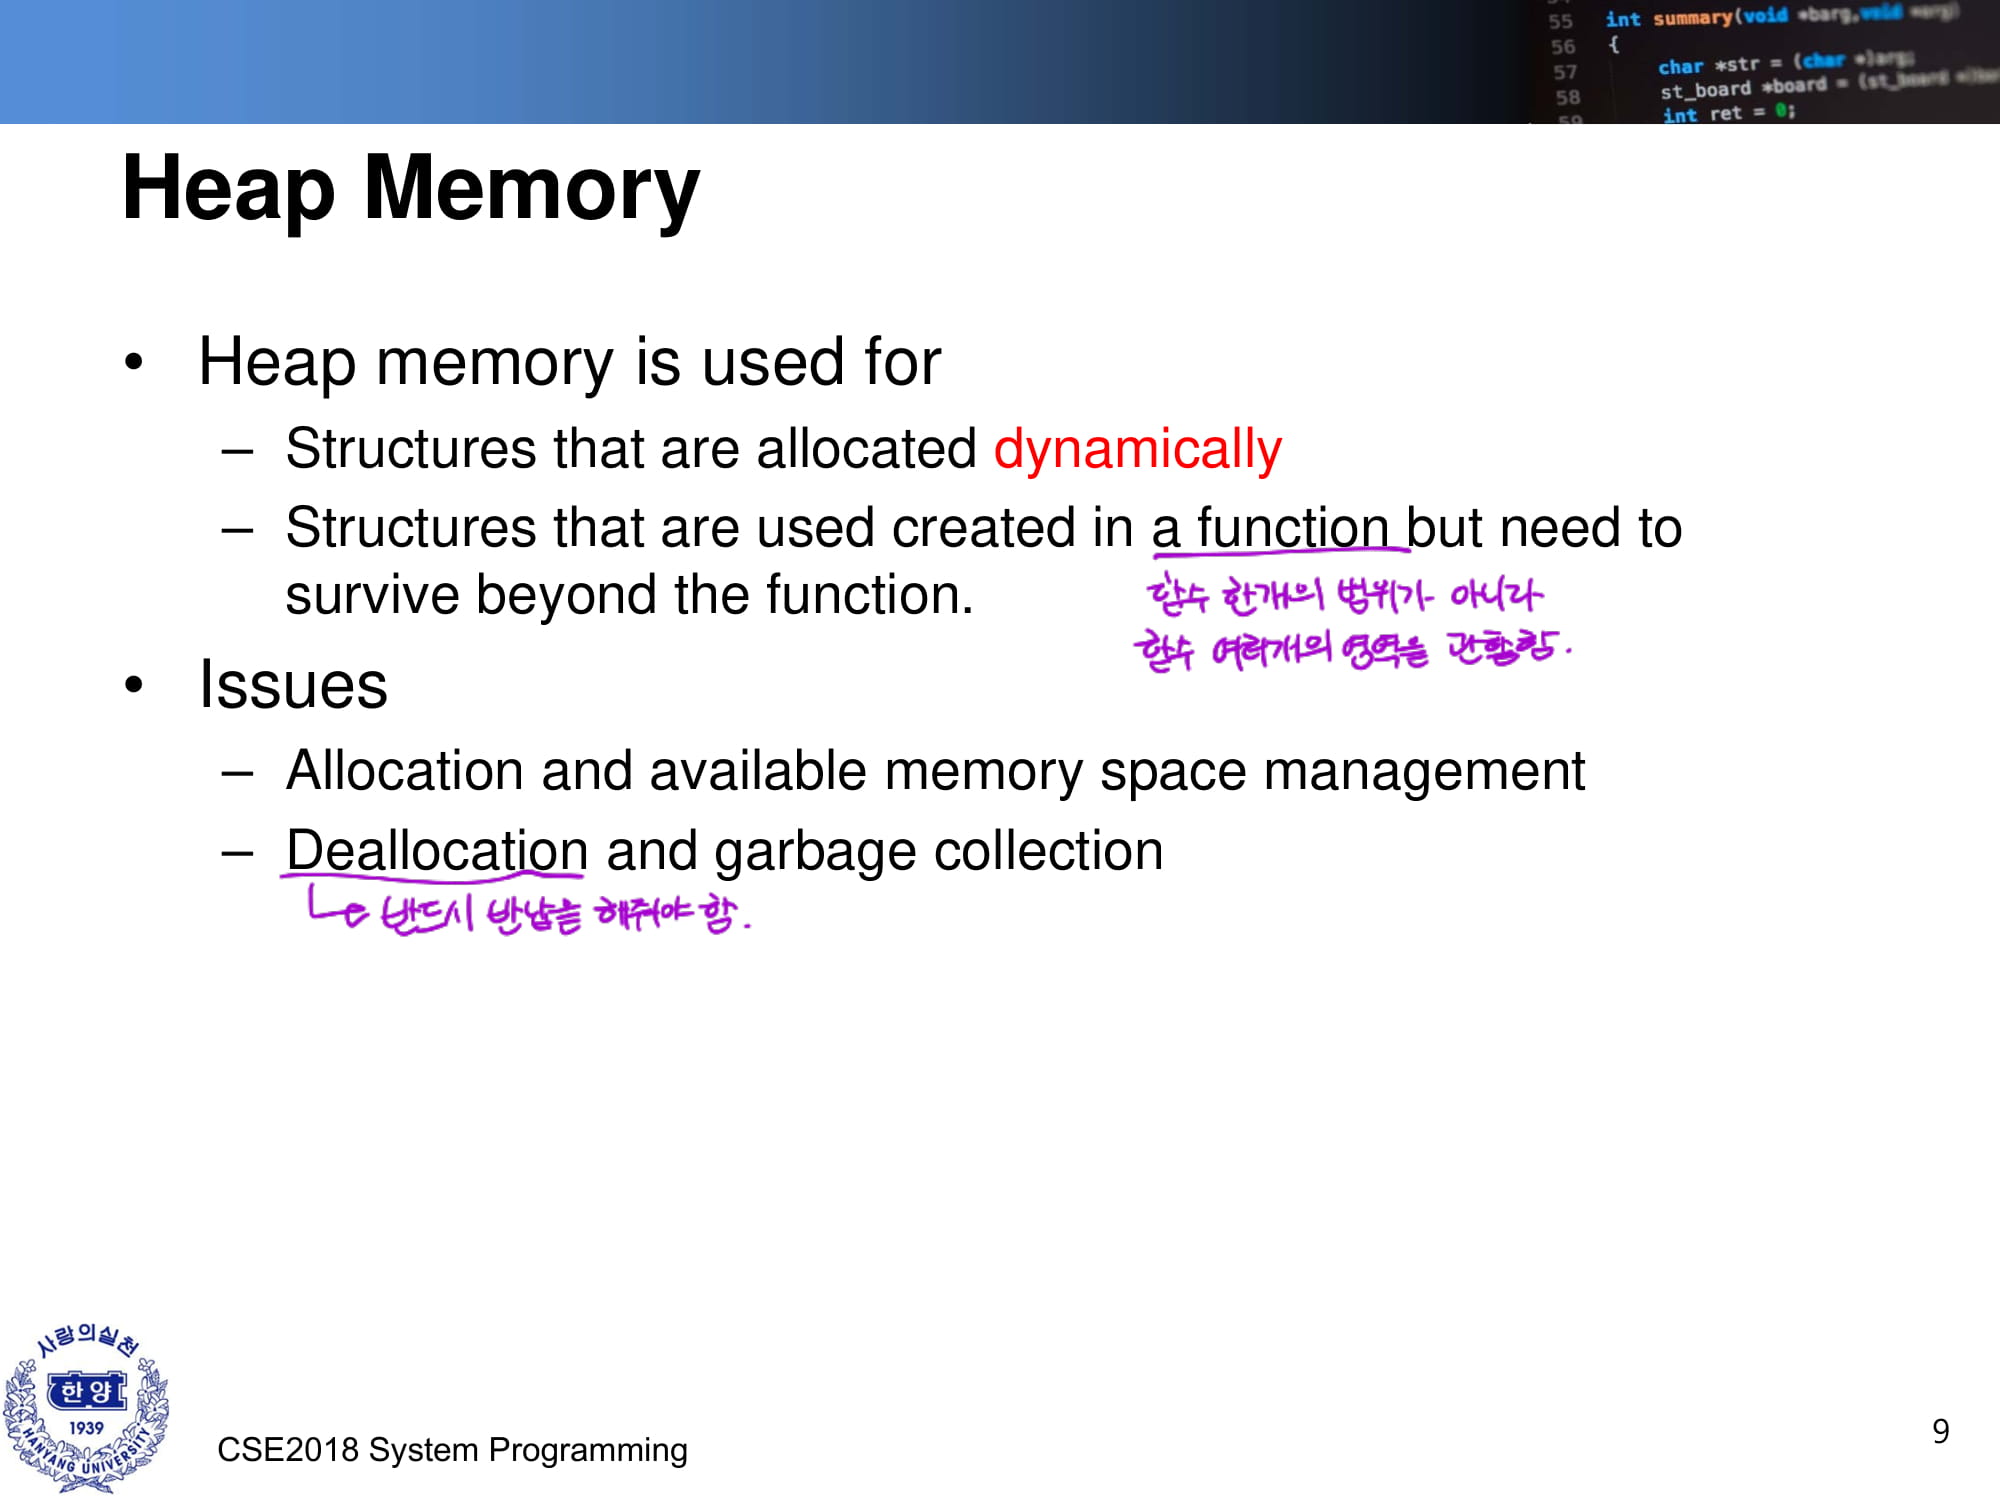 55 int summary(void *barg, void *arg)
56 {
57 char *str = (char *)arg;
58 st_board *board = (st_board *)
59 int ret = 0;
Heap Memory
• Heap memory is used for
– Structures that are allocated dynamically
– Structures that are used created in a function but need to
survive beyond the function.
함수 한개의 범위가 아니라
함수 여러개의 영역을 관할함.
• Issues
– Allocation and available memory space management
– Deallocation and garbage collection
반드시 반납을 해줘야 함.
사랑의실천
한양
1939
HANYANG UNIVERSITY
CSE2018 System Programming
9